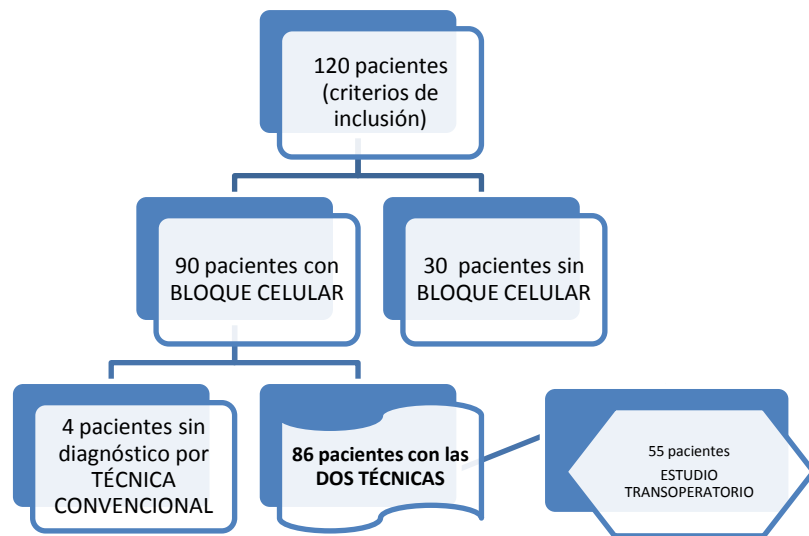 120 pacientes
(criterios de
inclusión)
90 pacientes con
BLOQUE CELULAR
30 pacientes sin
BLOQUE CELULAR
4 pacientes sin
diagnóstico por
TÉCNICA
CONVENCIONAL
86 pacientes con las
DOS TÉCNICAS
55 pacientes
ESTUDIO
TRANSOPERATORIO